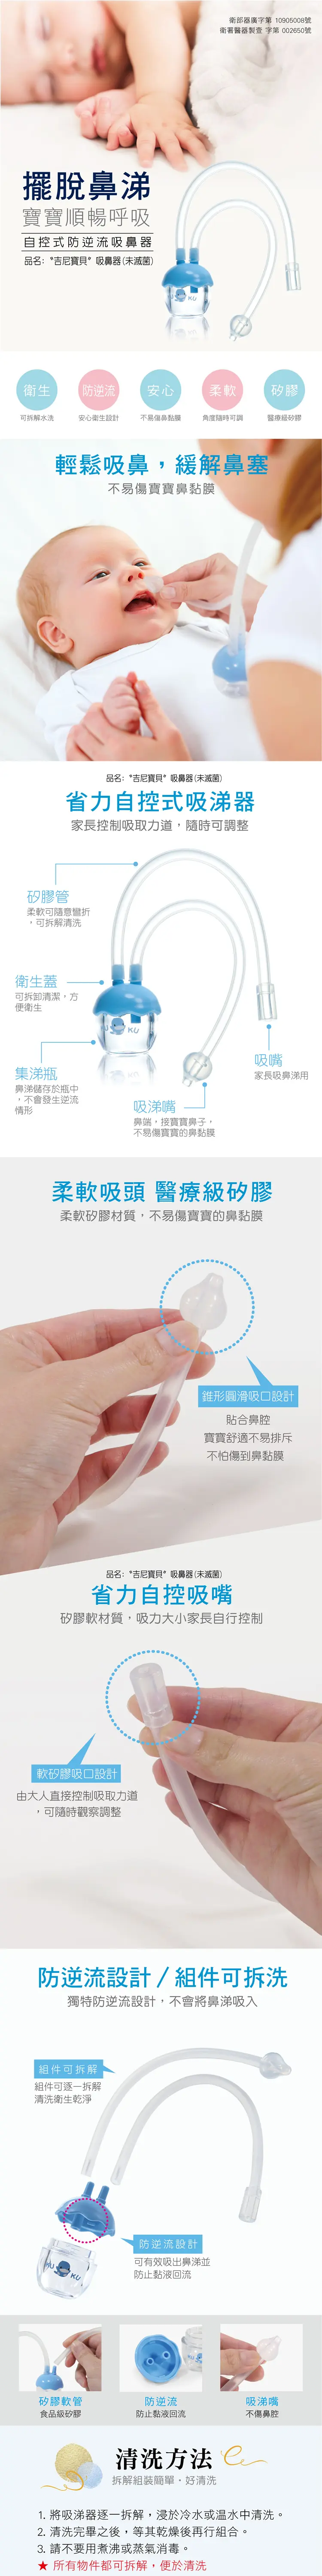 衛部器廣字第 10905008號
衛署醫器製壹 字第 002650號
擺脫鼻涕
寶寶順暢呼吸
自控式防逆流吸鼻器
品名："吉尼寶貝"吸鼻器(未滅菌)
KU
衛生
防逆流
安心
柔軟
矽膠
可拆解水洗
安心衛生設計
不易傷鼻黏膜
角度隨時可調
醫療級矽膠
輕鬆吸鼻，緩解鼻塞
不易傷寶寶鼻黏膜
品名："吉尼寶貝"吸鼻器(未滅菌)
省力自控式吸涕器
家長控制吸取力道，隨時可調整
矽膠管
柔軟可隨意彎折
，可拆解清洗
衛生蓋
可拆卸清潔，方
便衛生
KU
集涕瓶
鼻涕儲存於瓶中
，不會發生逆流
情形
吸嘴
家長吸鼻涕用
吸涕嘴
鼻端，接寶寶鼻子，
不易傷寶寶的鼻黏膜
柔軟吸頭 醫療級矽膠
柔軟矽膠材質，不易傷寶寶的鼻黏膜
錐形圓滑吸口設計
貼合鼻腔
寶寶舒適不易排斥
不怕傷到鼻黏膜
品名："吉尼寶貝"吸鼻器(未滅菌)
省力自控吸嘴
矽膠軟材質，吸力大小家長自行控制
軟矽膠吸口設計
由大人直接控制吸取力道
，可隨時觀察調整
防逆流設計/組件可拆洗
獨特防逆流設計，不會將鼻涕吸入
組件可拆解
組件可逐一拆解
清洗衛生乾淨
KU KU
防逆流設計
可有效吸出鼻涕並
防止黏液回流
矽膠軟管
食品級矽膠
防逆流
防止黏液回流
吸涕嘴
不傷鼻腔
清洗方法
拆解組裝簡單，好清洗
1. 將吸涕器逐一拆解，浸於冷水或溫水中清洗。
2. 清洗完畢之後，等其乾燥後再行組合。
3. 請不要用煮沸或蒸氣消毒。
★ 所有物件都可拆解，便於清洗